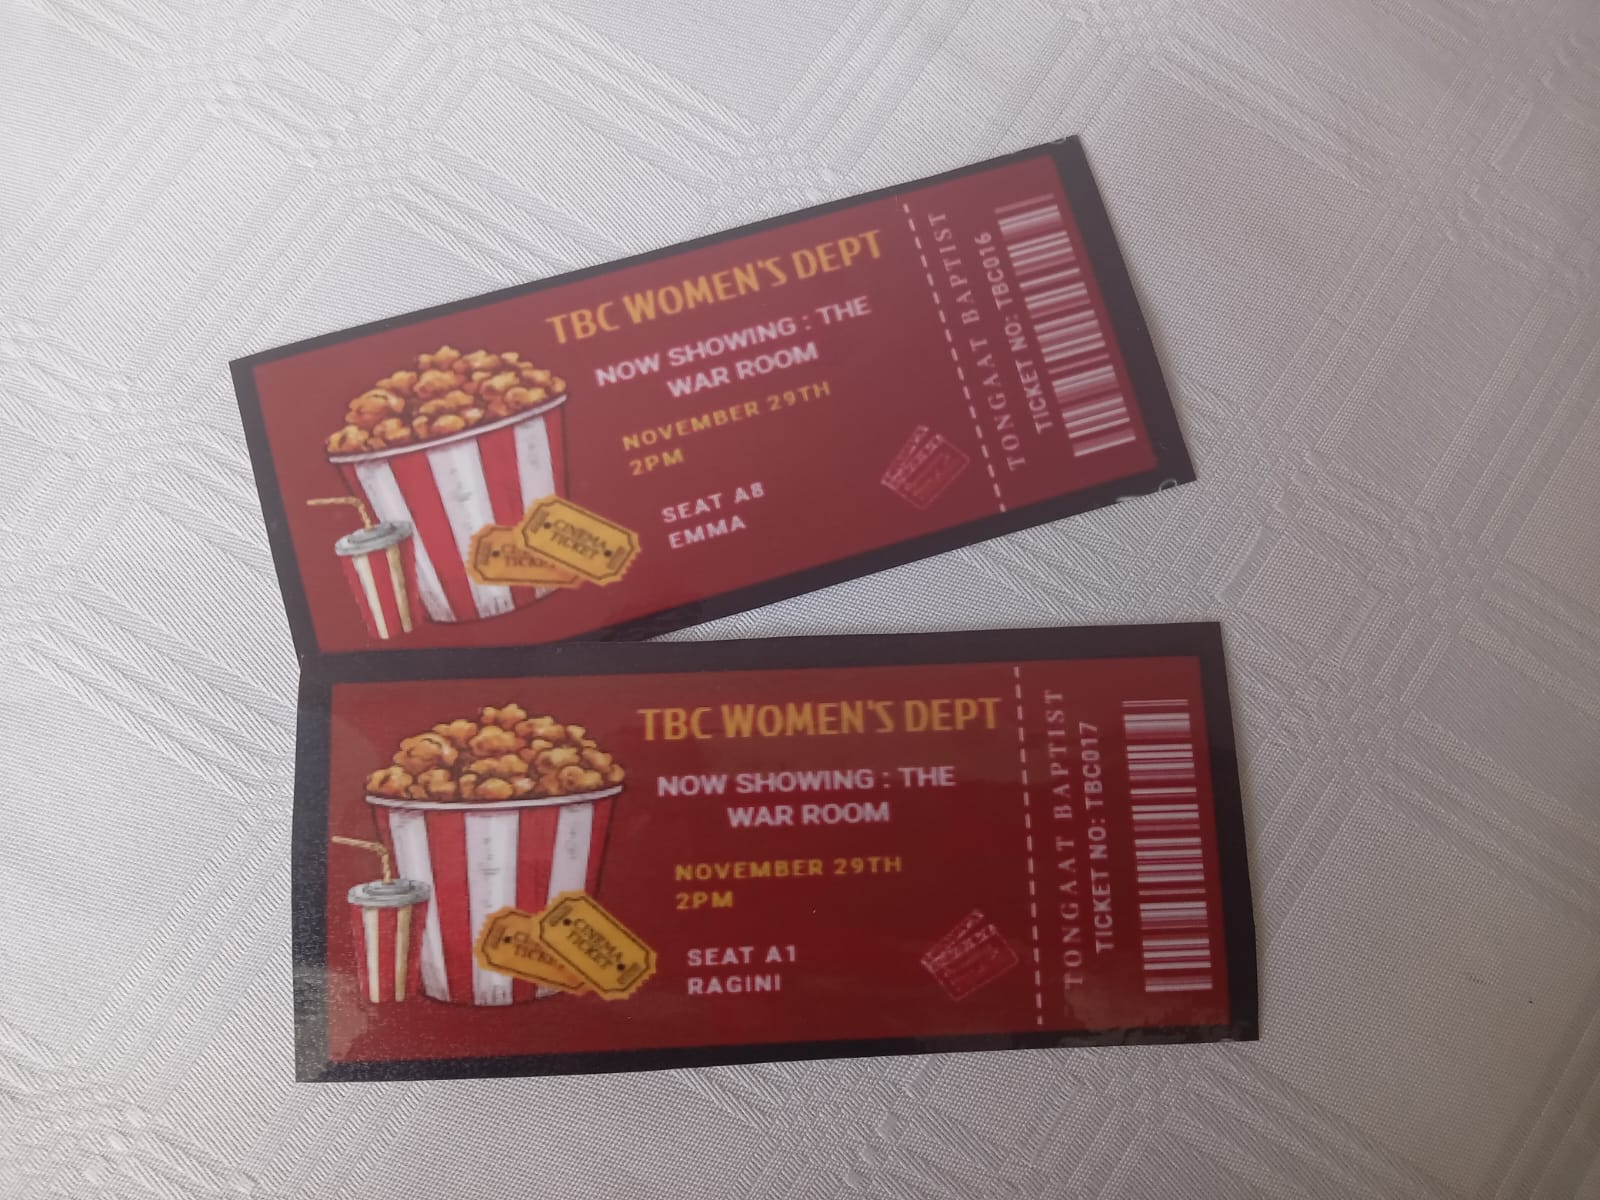 TBC WOMEN'S DEPT
NOW SHOWING : THE
WAR ROOM
NOVEMBER 29TH
2PM
SEAT A8
EMMA
CINEMA
TICKET
TONGAAT BAPTIST
TICKET NO: TBC016
TBC WOMEN'S DEPT
NOW SHOWING : THE
WAR ROOM
NOVEMBER 29TH
2PM
SEAT A1
RAGINI
CINEMA
TICKET
TONGAAT BAPTIST
TICKET NO: TBC017